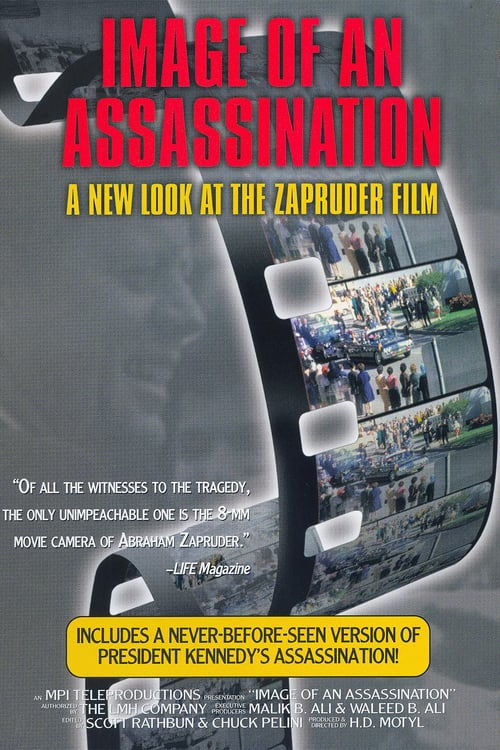 IMAGE OF AN
ASSASSINATION
A NEW LOOK AT THE ZAPRUDER FILM
"OF ALL THE WITNESSES TO THE TRAGEDY,
THE ONLY UNIMPEACHABLE ONE IS THE 8-MM
MOVIE CAMERA OF ABRAHAM ZAPRUDER."
–LIFE Magazine
INCLUDES A NEVER-BEFORE-SEEN VERSION OF
PRESIDENT KENNEDY'S ASSASSINATION!
AN MPI TELEPRODUCTIONS PRESENTATION "IMAGE OF AN ASSASSINATION"
AUTHORIZED BY THE LMH COMPANY EXECUTIVE PRODUCERS MALIK B. ALI & WALEED B. ALI
EDITED BY SCOTT RATHBUN & CHUCK PELINI PRODUCED & DIRECTED BY H.D. MOTYL